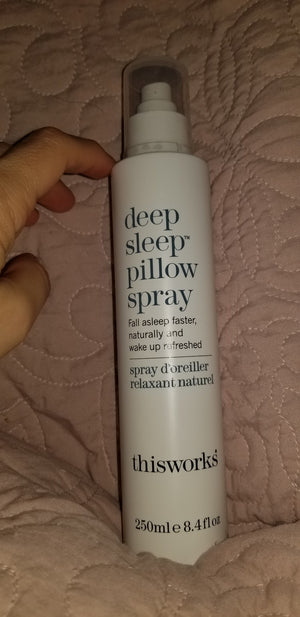 deep
sleep™
pillow
spray
Fall asleep faster,
naturally and
wake up refreshed
spray d'oreiller
relaxant naturel
thisworks
250ml e 8.4 fl oz